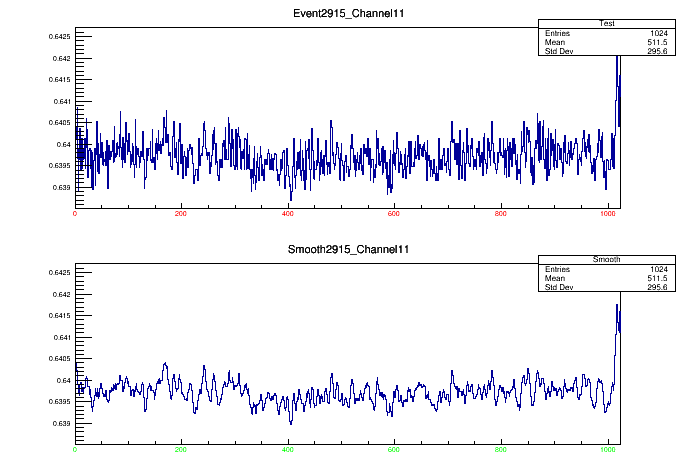 Event2915_Channel11
Test
Entries 1024
Mean 511.5
Std Dev 295.6
0.6425
0.642
0.6415
0.641
0.6405
0.64
0.6395
0.639
0 200 400 600 800 1000
Smooth2915_Channel11
Smooth
Entries 1024
Mean 511.5
Std Dev 295.6
0.6425
0.642
0.6415
0.641
0.6405
0.64
0.6395
0.639
0 200 400 600 800 1000